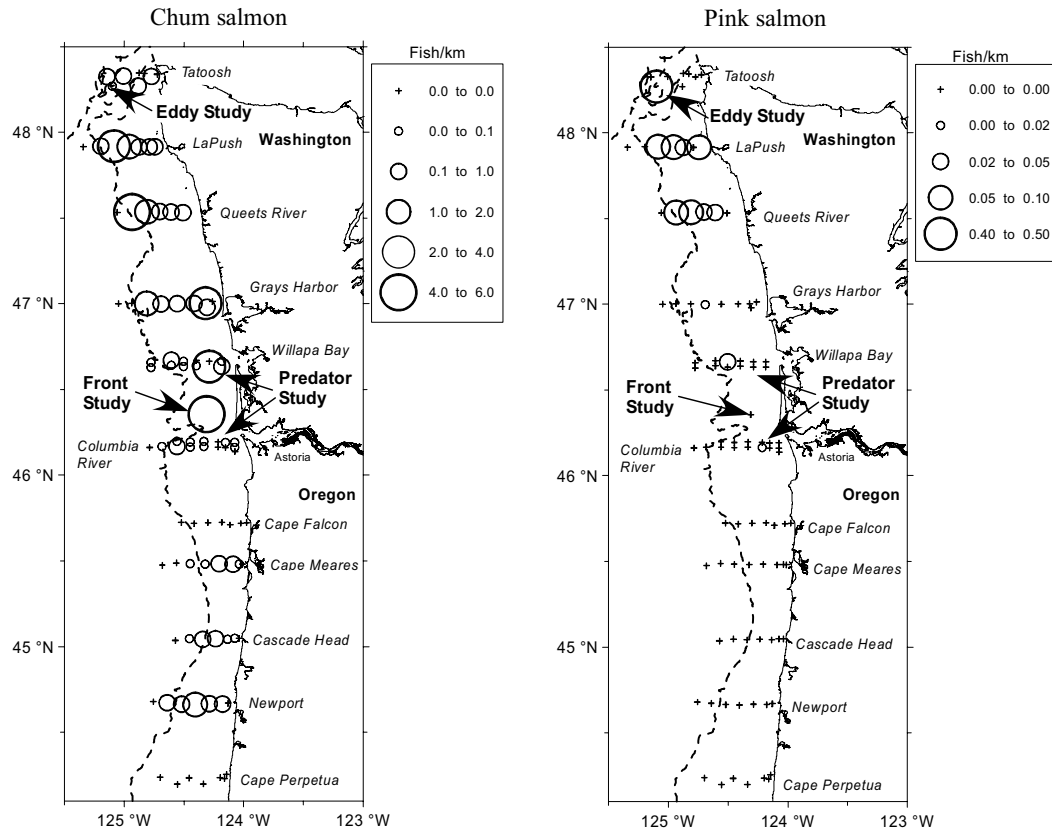 Chum salmon
48 °N
47 °N
46 °N
45 °N
125 °W
124 °W
123 °W
Tatoosh
Eddy Study
Washington
LaPush
Queets River
Grays Harbor
Willapa Bay
Front
Study
Predator
Study
Columbia
River
Astoria
Oregon
Cape Falcon
Cape Meares
Cascade Head
Newport
Cape Perpetua
Fish/km
0.0 to 0.0
0.0 to 0.1
0.1 to 1.0
1.0 to 2.0
2.0 to 4.0
4.0 to 6.0
Pink salmon
48 °N
47 °N
46 °N
45 °N
125 °W
124 °W
123 °W
Tatoosh
Eddy Study
Washington
LaPush
Queets River
Grays Harbor
Willapa Bay
Front
Study
Predator
Study
Columbia
River
Astoria
Oregon
Cape Falcon
Cape Meares
Cascade Head
Newport
Cape Perpetua
Fish/km
0.00 to 0.00
0.00 to 0.02
0.02 to 0.05
0.05 to 0.10
0.40 to 0.50